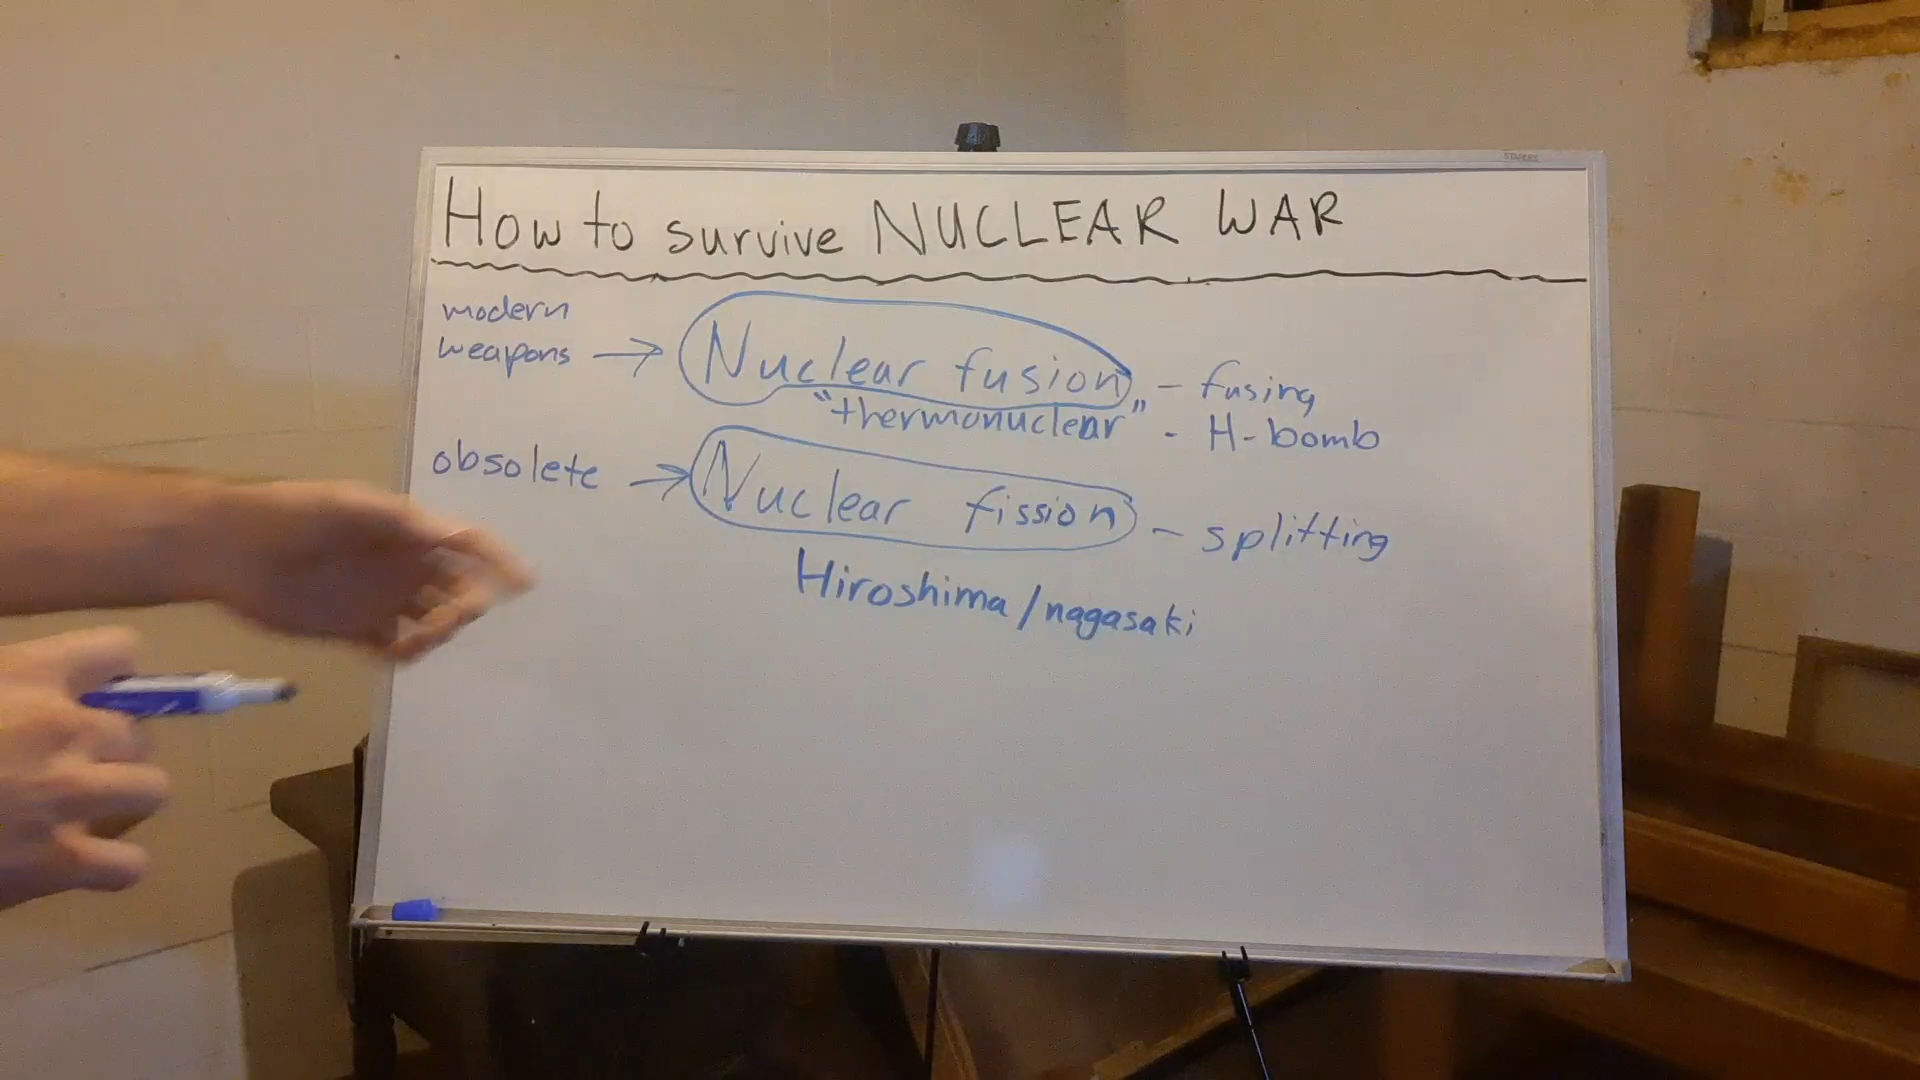 How to survive NUCLEAR WAR
modern
weapons → Nuclear fusion - fusing
"thermonuclear" - H-bomb
obsolete → Nuclear fission - splitting
Hiroshima/nagasaki